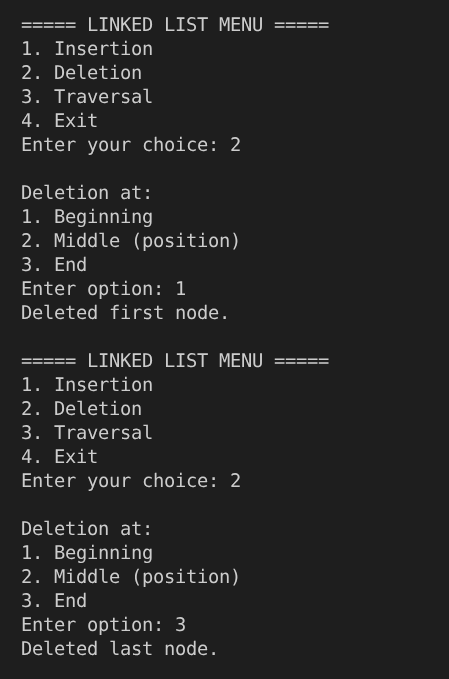 ===== LINKED LIST MENU =====
1. Insertion
2. Deletion
3. Traversal
4. Exit
Enter your choice: 2

Deletion at:
1. Beginning
2. Middle (position)
3. End
Enter option: 1
Deleted first node.

===== LINKED LIST MENU =====
1. Insertion
2. Deletion
3. Traversal
4. Exit
Enter your choice: 2

Deletion at:
1. Beginning
2. Middle (position)
3. End
Enter option: 3
Deleted last node.